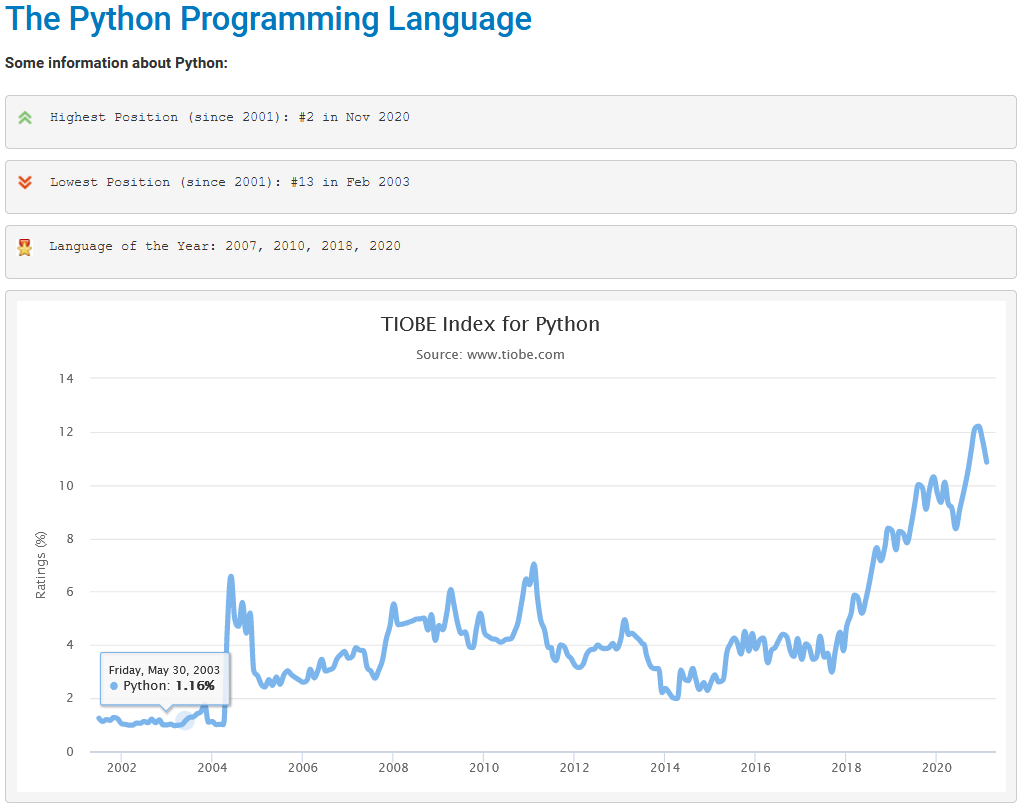 The Python Programming Language
Some information about Python:
Highest Position (since 2001): #2 in Nov 2020
Lowest Position (since 2001): #13 in Feb 2003
Language of the Year: 2007, 2010, 2018, 2020
TIOBE Index for Python
Source: www.tiobe.com
14
12
10
8
6
4
2
0
Ratings (%)
Friday, May 30, 2003
Python: 1.16%
2002 2004 2006 2008 2010 2012 2014 2016 2018 2020